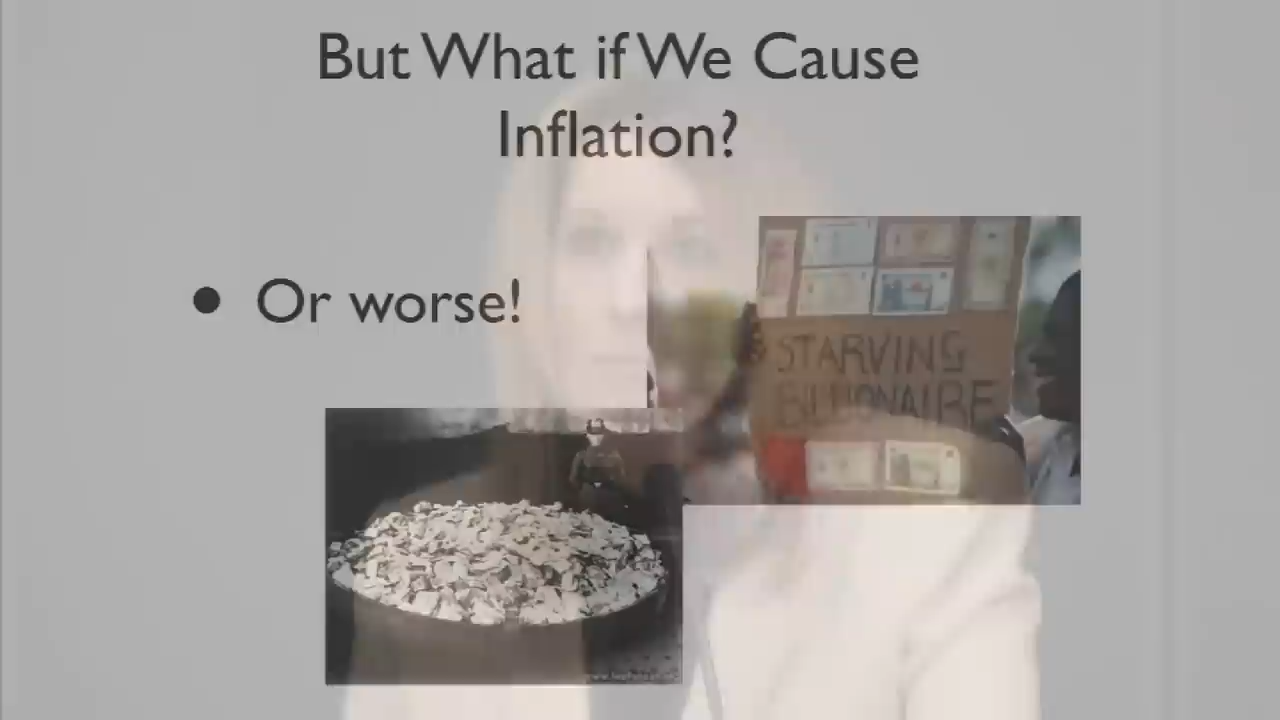 But What if We Cause
Inflation?
• Or worse!
STARVING
BILLIONAIRE